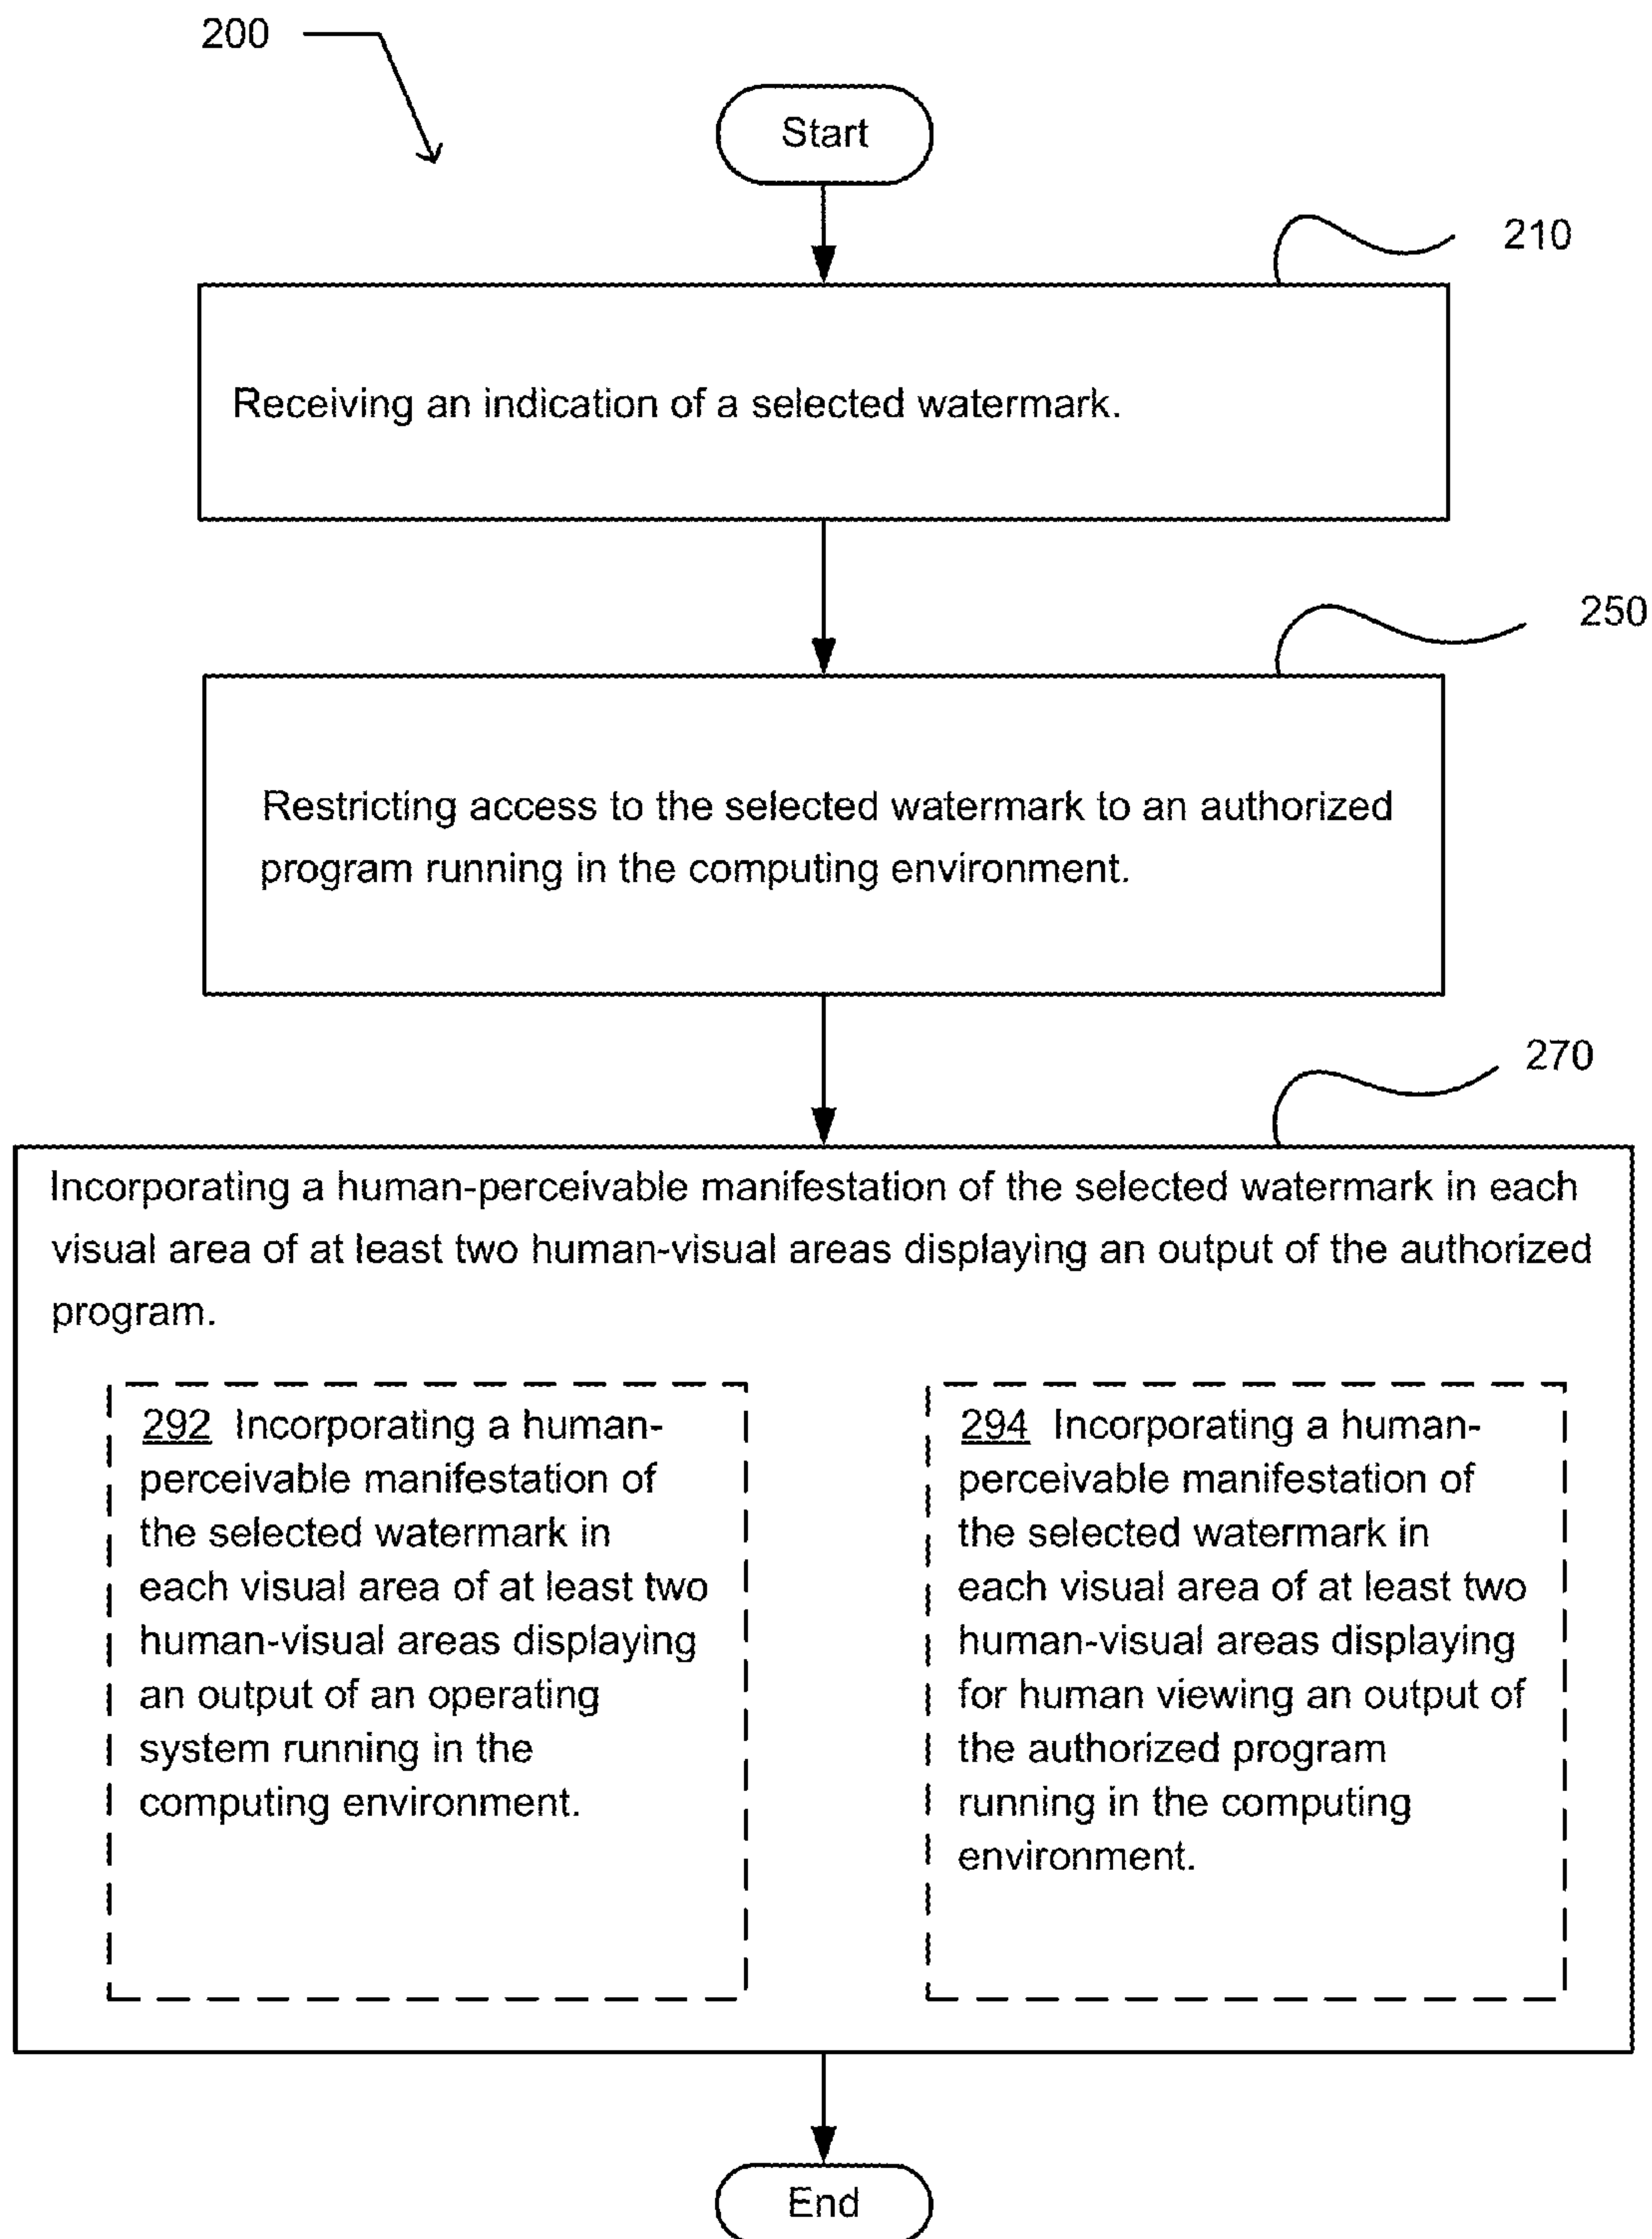 200
Start
210
Receiving an indication of a selected watermark.
250
Restricting access to the selected watermark to an authorized
program running in the computing environment.
270
Incorporating a human-perceivable manifestation of the selected watermark in each
visual area of at least two human-visual areas displaying an output of the authorized
program.
292 Incorporating a human-
perceivable manifestation of
the selected watermark in
each visual area of at least two
human-visual areas displaying
an output of an operating
system running in the
computing environment.
294 Incorporating a human-
perceivable manifestation of
the selected watermark in
each visual area of at least two
human-visual areas displaying
for human viewing an output of
the authorized program
running in the computing
environment.
End